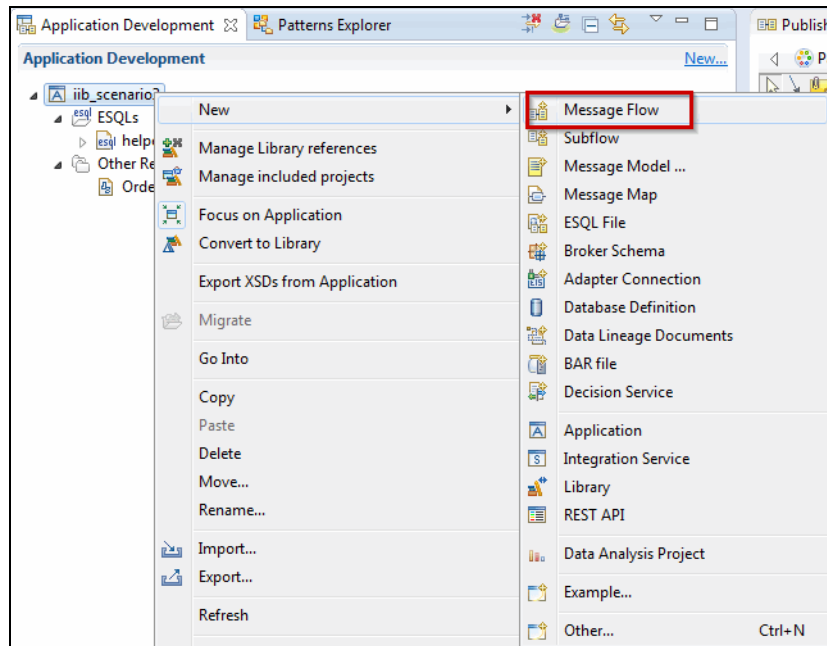 Application Development
Patterns Explorer
Publish
Application Development
New...
P
iib_scenario2
ESQLs
esql
helpe
Other Re
Orde
New
Manage Library references
Manage included projects
Focus on Application
Convert to Library
Export XSDs from Application
Migrate
Go Into
Copy
Paste
Delete
Move...
Rename...
Import...
Export...
Refresh
Message Flow
Subflow
Message Model ...
Message Map
ESQL File
Broker Schema
Adapter Connection
Database Definition
Data Lineage Documents
BAR file
Decision Service
Application
Integration Service
Library
REST API
Data Analysis Project
Example...
Other... Ctrl+N